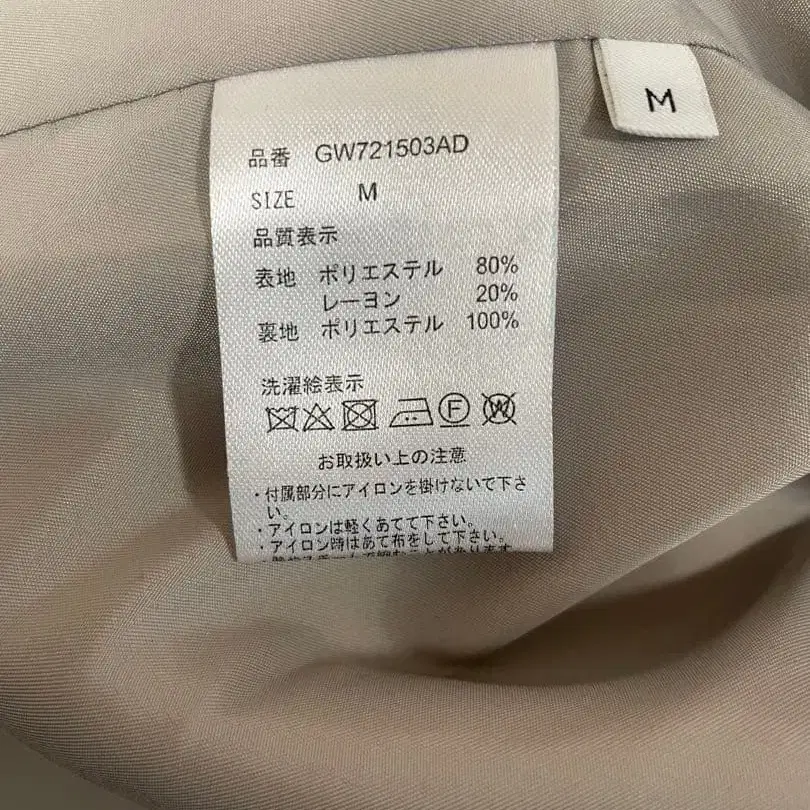 M
品番 GW721503AD
SIZE M
品質表示
表地 ポリエステル 80%
レーヨン 20%
裏地 ポリエステル 100%
洗濯絵表示
F W
お取扱い上の注意
・付属部分にアイロンを掛けないで下さ
い。
・アイロンは軽くあてて下さい。
・アイロン時はあて布をして下さい。